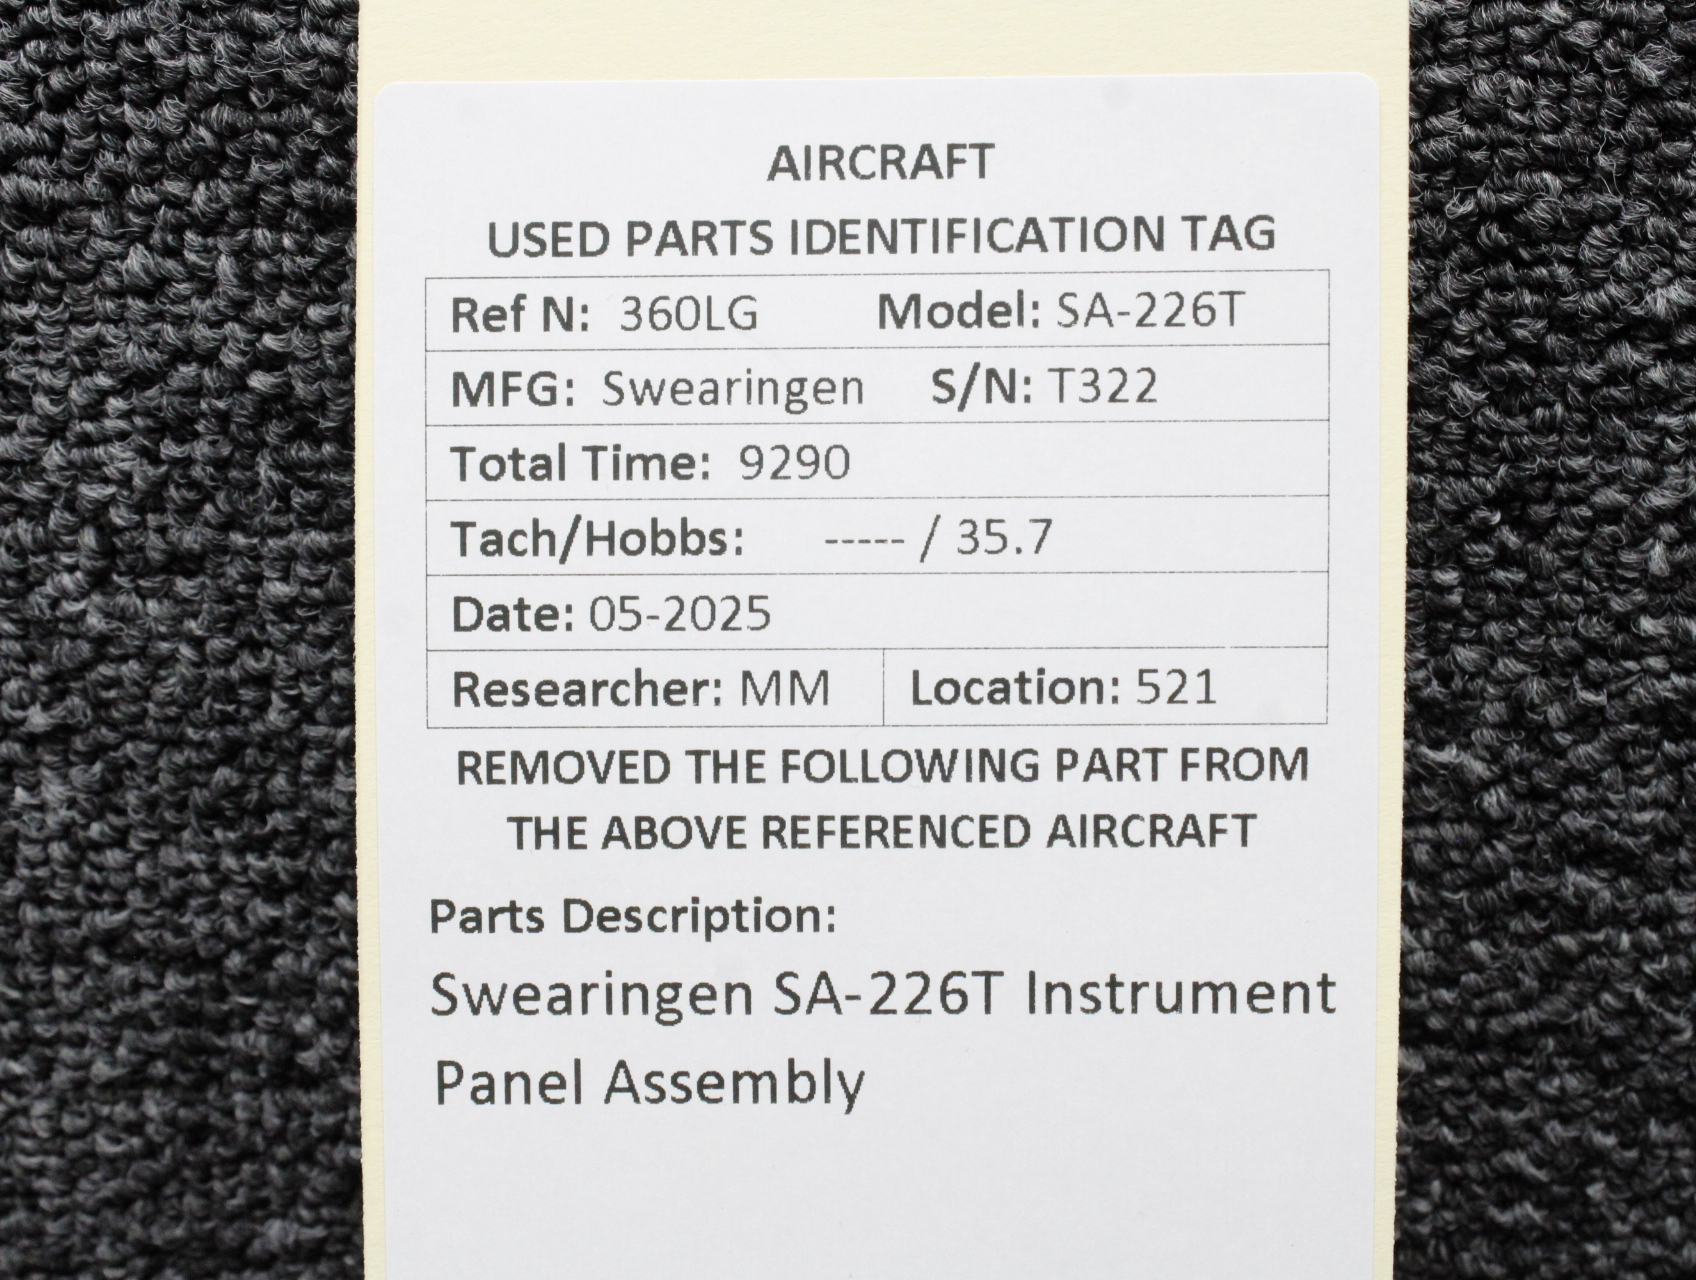 AIRCRAFT
USED PARTS IDENTIFICATION TAG
Ref N: 360LG Model: SA-226T
MFG: Swearingen S/N: T322
Total Time: 9290
Tach/Hobbs: ----- / 35.7
Date: 05-2025
Researcher: MM Location: 521
REMOVED THE FOLLOWING PART FROM
THE ABOVE REFERENCED AIRCRAFT
Parts Description:
Swearingen SA-226T Instrument
Panel Assembly